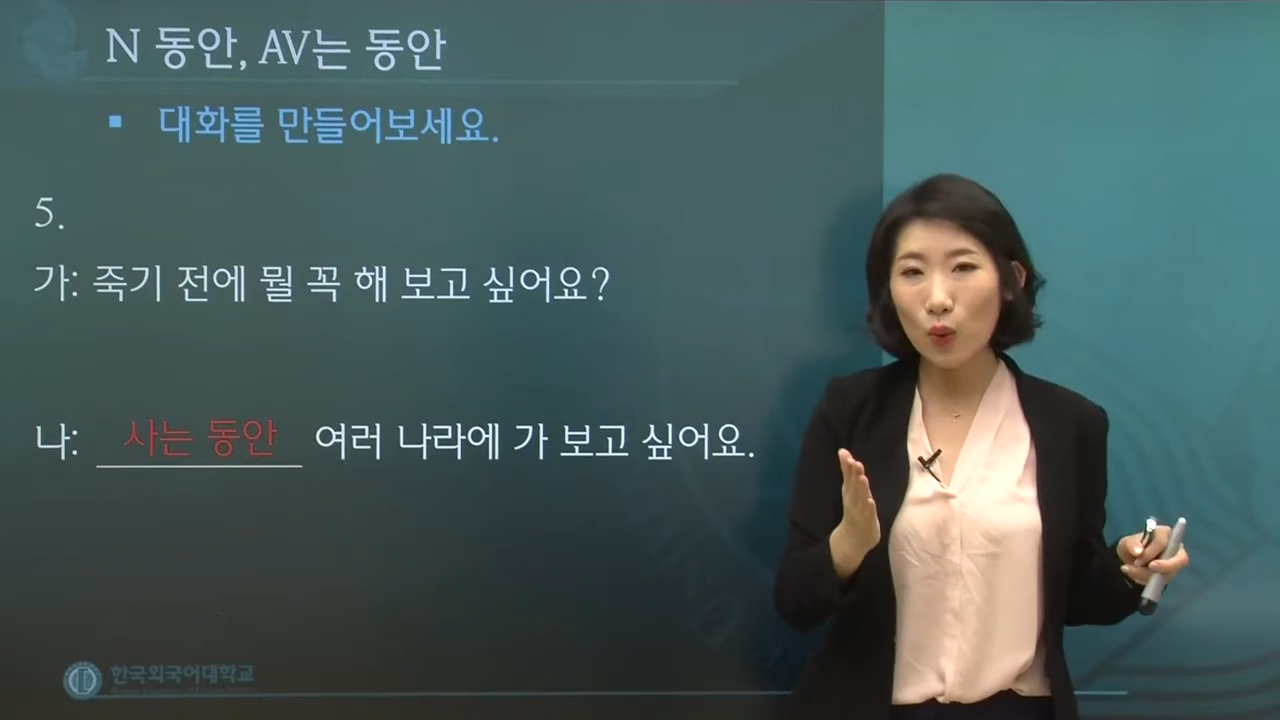 N 동안, AV는 동안
▪ 대화를 만들어보세요.
5.
가: 죽기 전에 뭘 꼭 해 보고 싶어요?
나: 사는 동안 여러 나라에 가 보고 싶어요.
한국외국어대학교